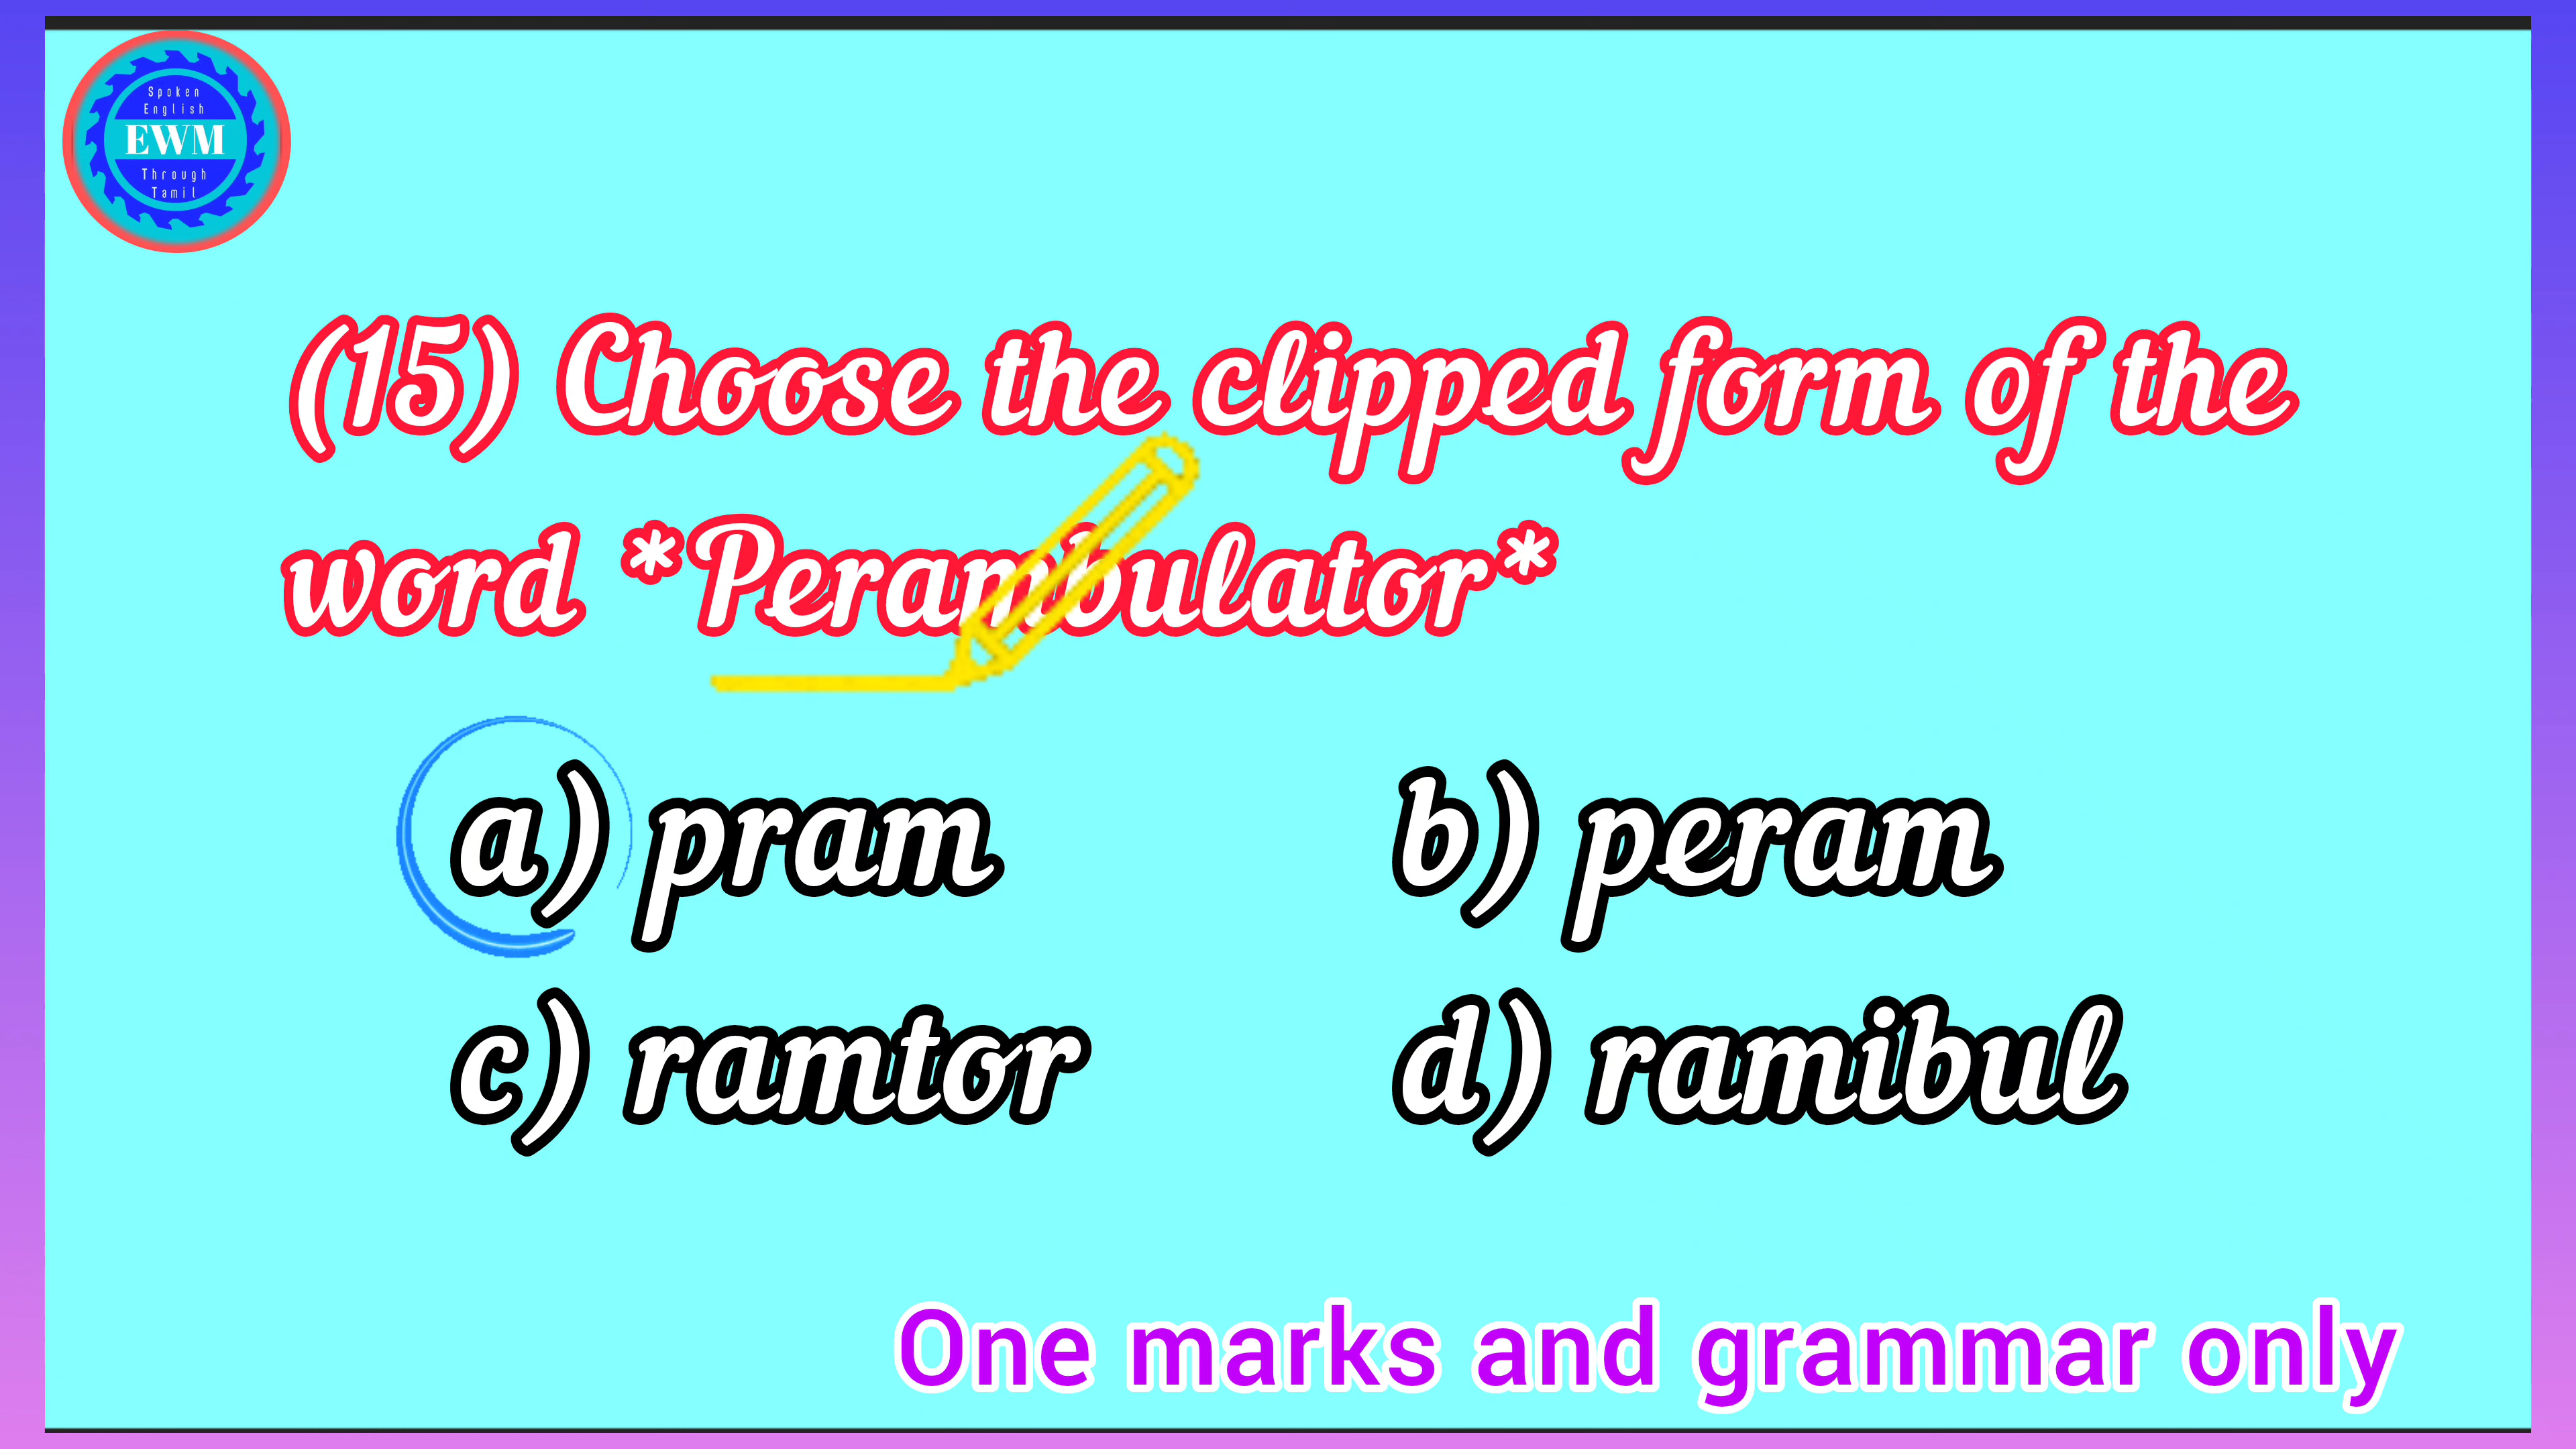 Spoken
English
EWM
Through
Tamil
(15) Choose the clipped form of the
word *Perambulator*
a) pram
b) peram
c) ramtor
d) ramibul
One marks and grammar only